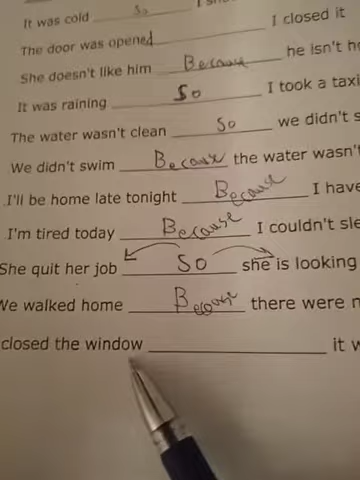 It was cold so I
The door was opened I closed it
She doesn't like him Because he isn't
It was raining so I took a taxi
The water wasn't clean so we didn't
We didn't swim Because the water wasn't
I'll be home late tonight Because I have
I'm tired today Because I couldn't
She quit her job so she is looking
We walked home Because there were
closed the window it